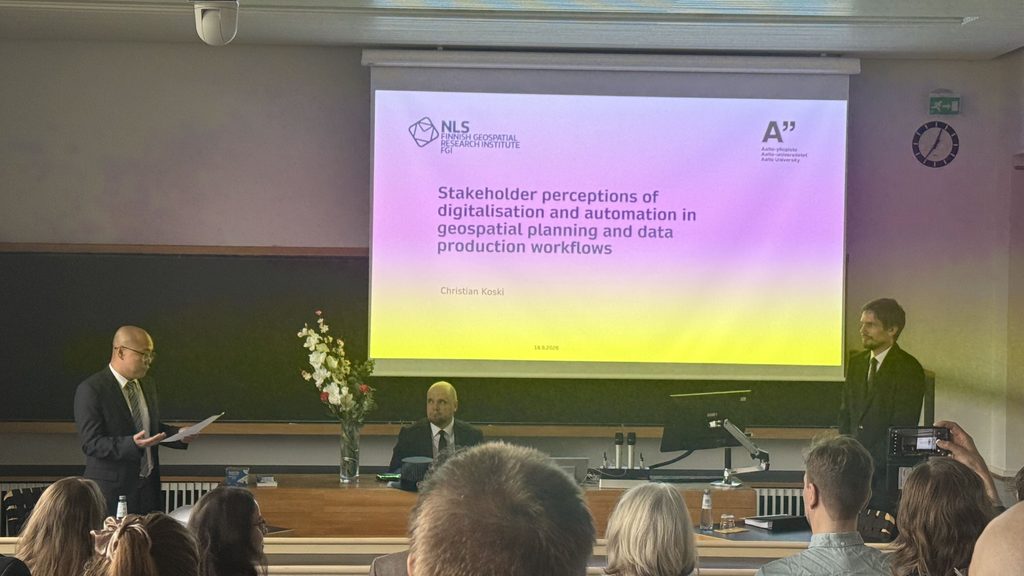 NLS
FINNISH GEOSPATIAL
RESEARCH INSTITUTE
FGI
A”
Aalto-yliopisto
Aalto-universitetet
Aalto University
Stakeholder perceptions of
digitalisation and automation in
geospatial planning and data
production workflows
Christian Koski